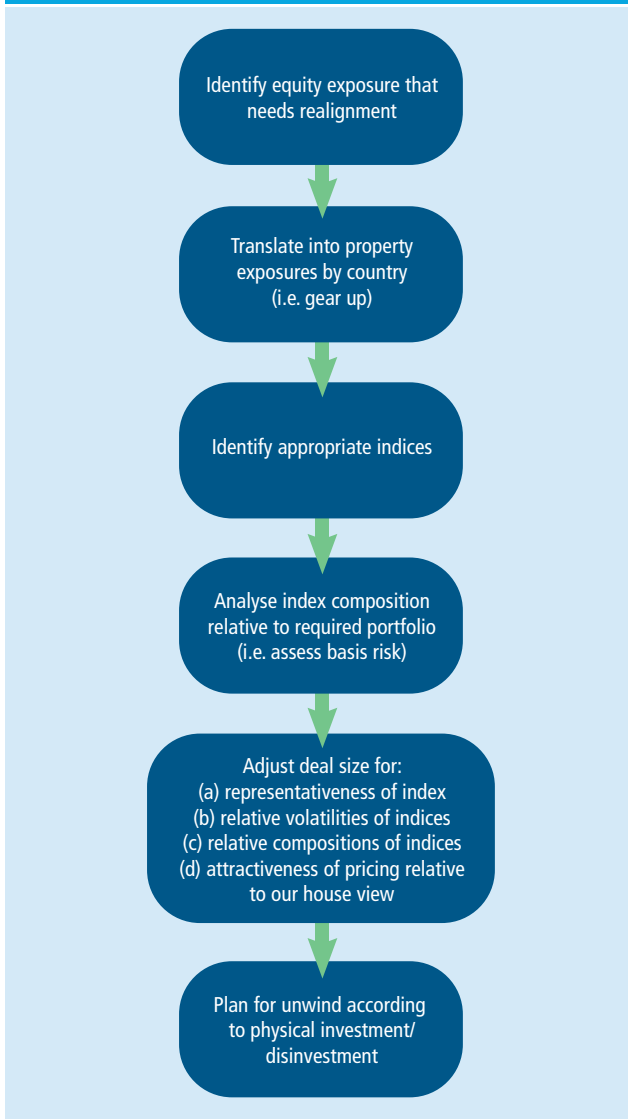 Identify equity exposure that
needs realignment
Translate into property
exposures by country
(i.e. gear up)
Identify appropriate indices
Analyse index composition
relative to required portfolio
(i.e. assess basis risk)
Adjust deal size for:
(a) representativeness of index
(b) relative volatilities of indices
(c) relative compositions of indices
(d) attractiveness of pricing relative
to our house view
Plan for unwind according
to physical investment/
disinvestment